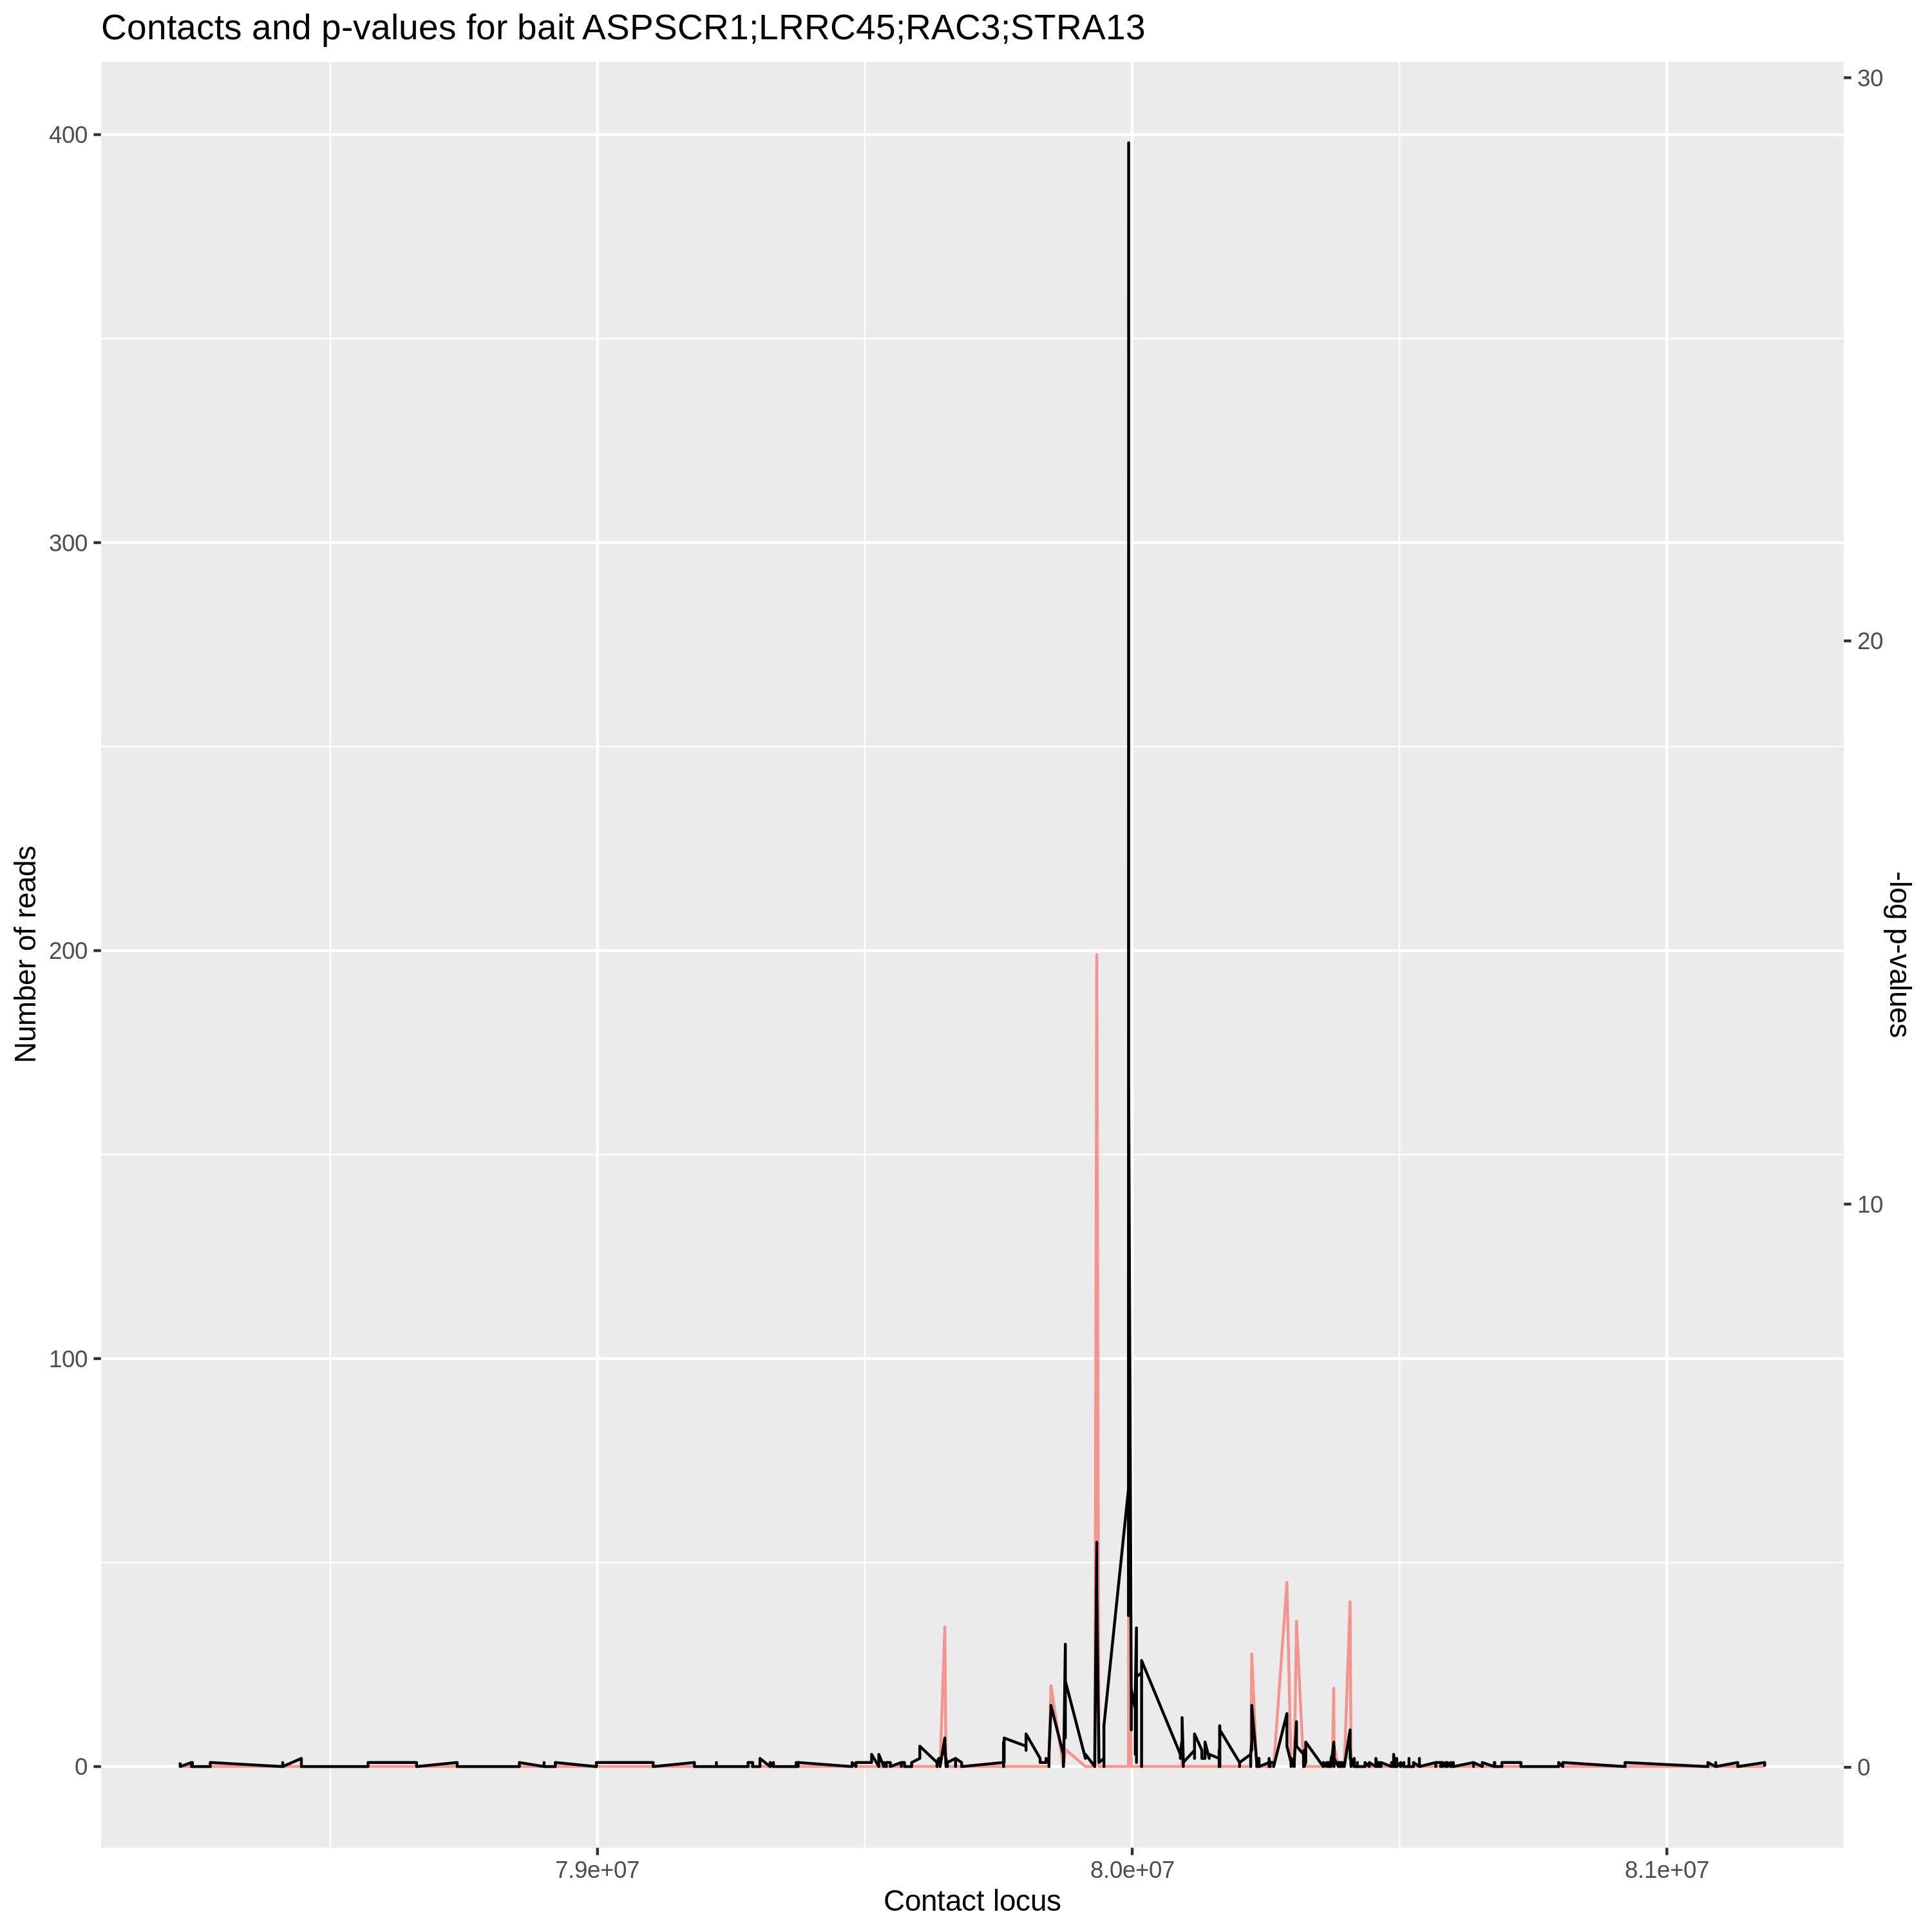 Contacts and p-values for bait ASPSCR1;LRRC45;RAC3;STRA13
30
400
300
20
200
Number of reads
-log p-values
10
100
0
0
7.9e+07
8.0e+07
8.1e+07
Contact locus